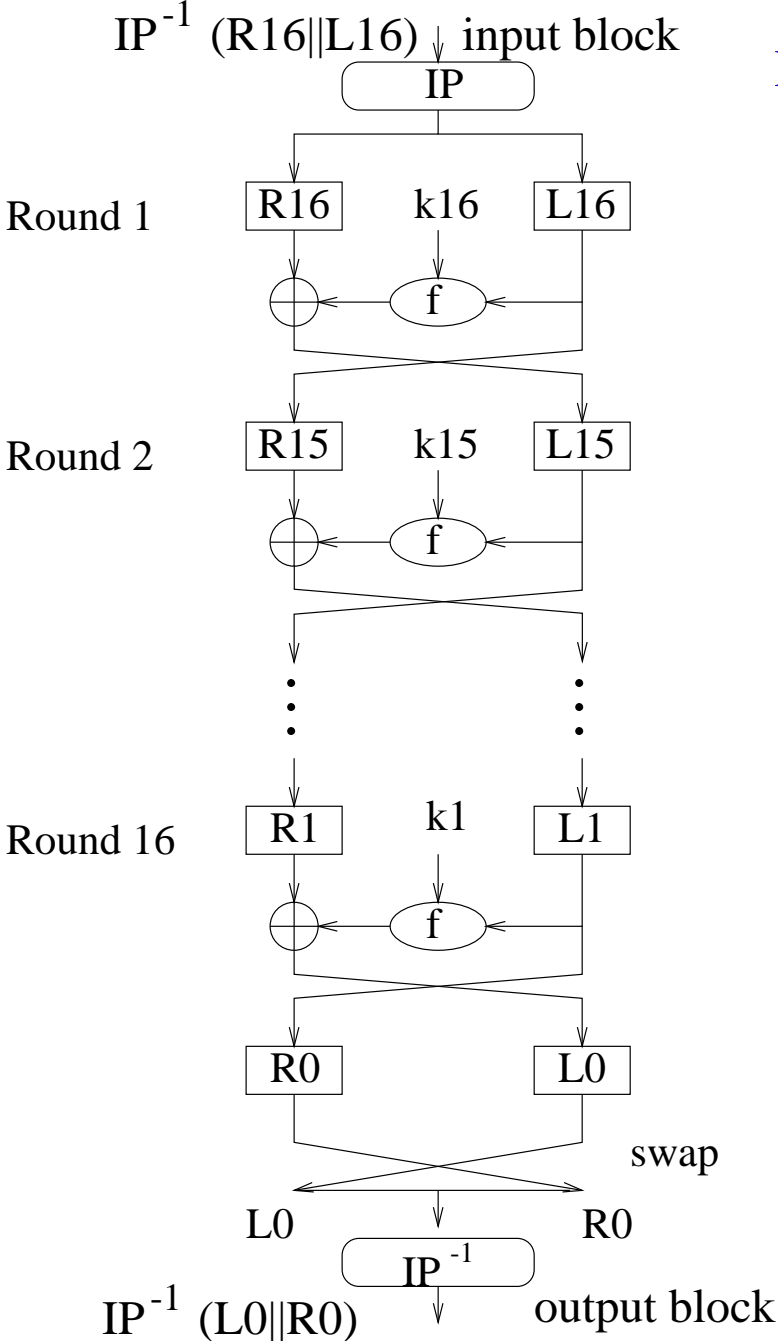 IP-1 (R16||L16) input block
IP
Round 1 R16 k16 L16
f
Round 2 R15 k15 L15
f
Round 16 R1 k1 L1
f
R0 L0
swap
L0 R0
IP-1
IP-1 (L0||R0) output block